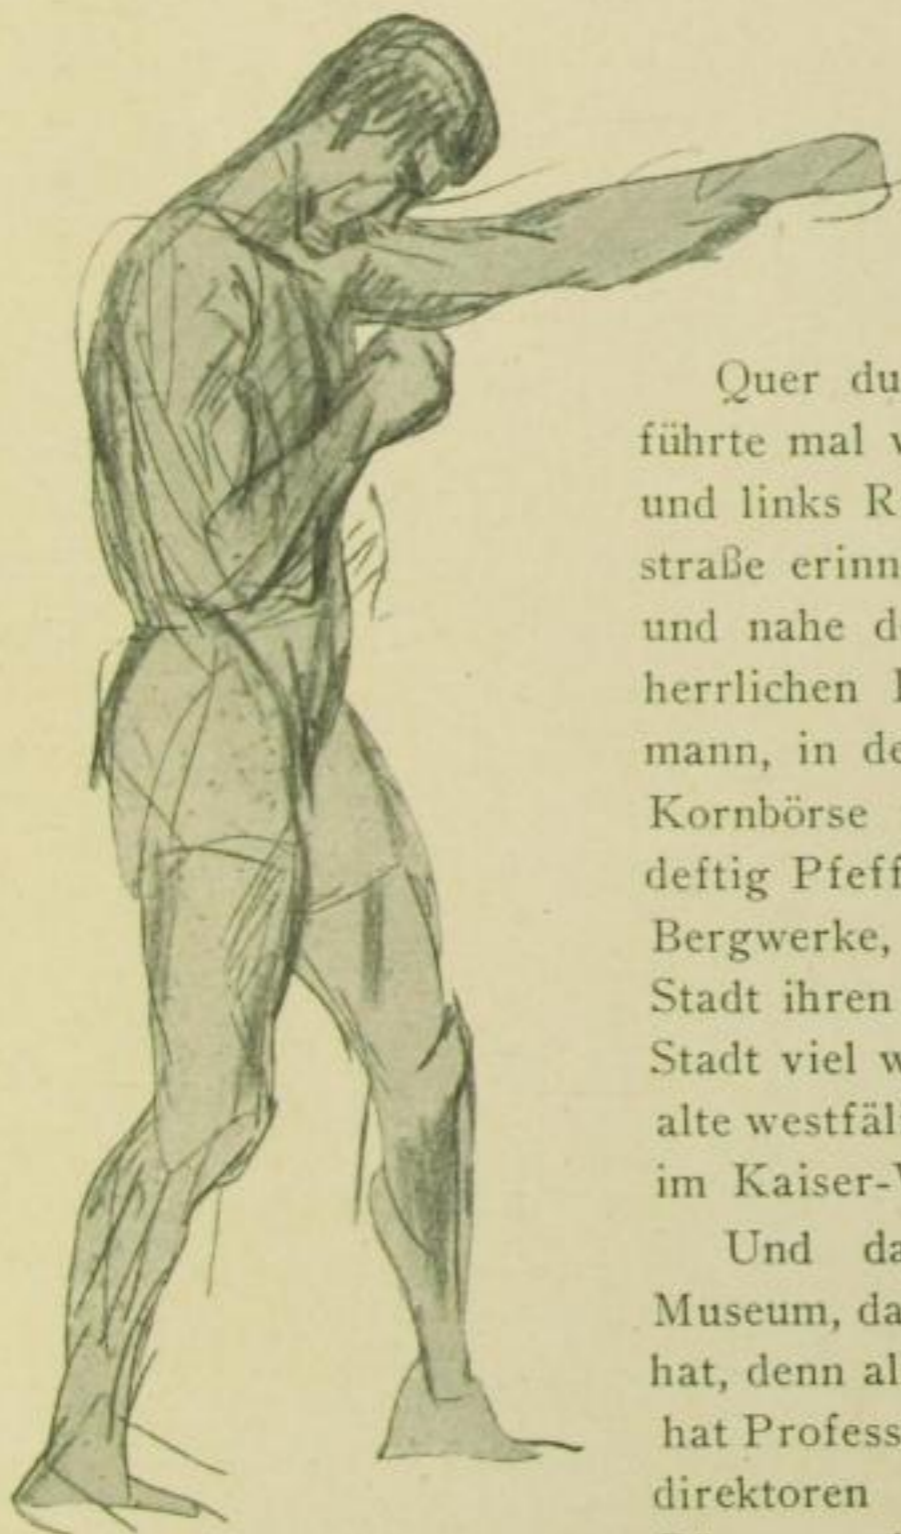 Quer du
führte mal v
und links R
straße erinn
und nahe d
herrlichen
mann, in de
Kornbörse
deftig Pfeff
Bergwerke,
Stadt ihren
Stadt viel w
alte westfäl
im Kaiser-
Und da
Museum, da
hat, denn al
hat Profess
direktoren